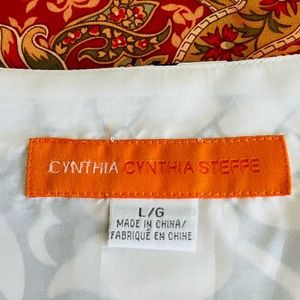 CYNTHIA CYNTHIA STEFFE
L/G
MADE IN CHINA/
FABRIQUÉ EN CHINE